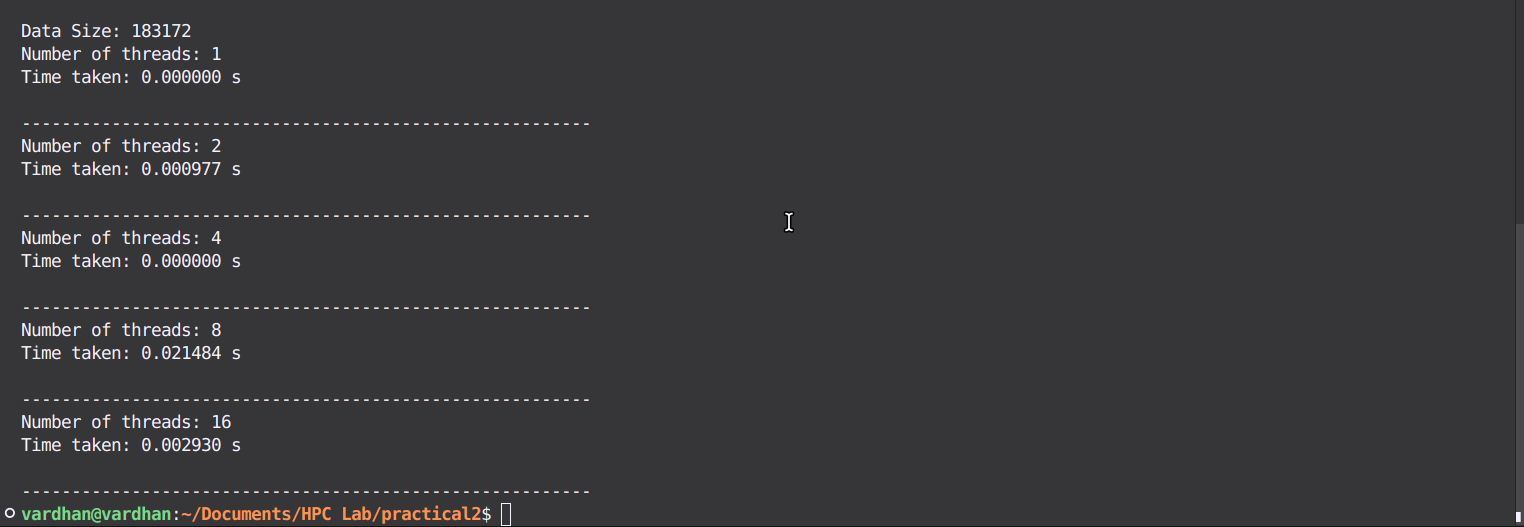 Data Size: 183172
Number of threads: 1
Time taken: 0.000000 s
---------------------------------------------------------
Number of threads: 2
Time taken: 0.000977 s
---------------------------------------------------------
Number of threads: 4
Time taken: 0.000000 s
---------------------------------------------------------
Number of threads: 8
Time taken: 0.021484 s
---------------------------------------------------------
Number of threads: 16
Time taken: 0.002930 s
---------------------------------------------------------
vardhan@vardhan:~/Documents/HPC Lab/practical2$